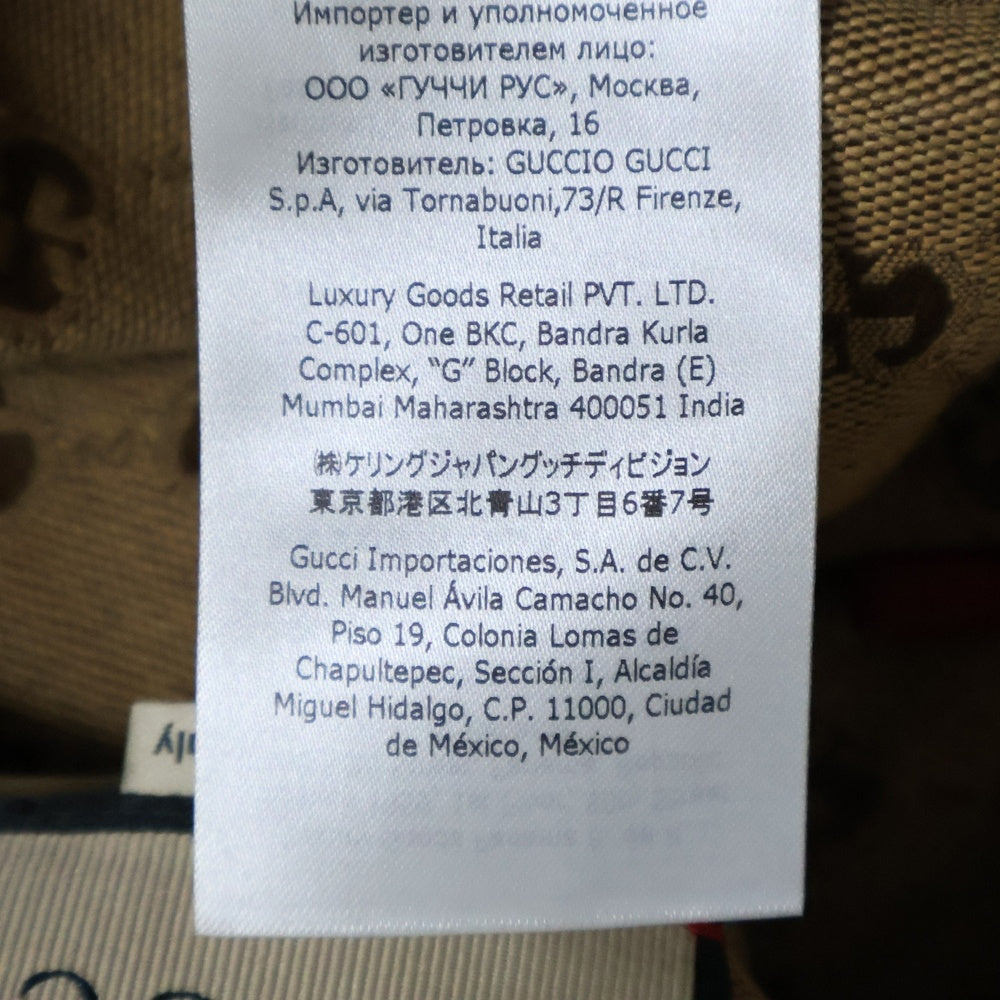 Импортер и уполномоченное
изготовителем лицо:
ООО «ГУЧЧИ РУС», Москва,
Петровка, 16
Изготовитель: GUCCIO GUCCI
S.p.A, via Tornabuoni,73/R Firenze,
Italia
Luxury Goods Retail PVT. LTD.
C-601, One BKC, Bandra Kurla
Complex, “G” Block, Bandra (E)
Mumbai Maharashtra 400051 India
㈱ケリングジャパングッチディビジョン
東京都港区北青山3丁目6番7号
Gucci Importaciones, S.A. de C.V.
Blvd. Manuel Ávila Camacho No. 40,
Piso 19, Colonia Lomas de
Chapultepec, Sección I, Alcaldía
Miguel Hidalgo, C.P. 11000, Ciudad
de México, México